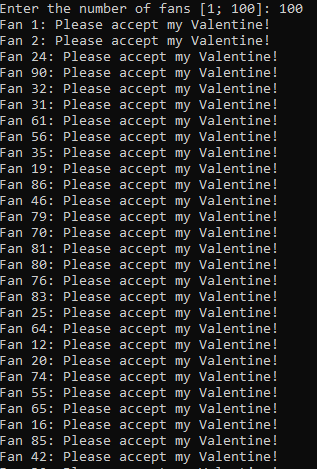 Enter the number of fans [1; 100]: 100
Fan 1: Please accept my Valentine!
Fan 2: Please accept my Valentine!
Fan 24: Please accept my Valentine!
Fan 90: Please accept my Valentine!
Fan 32: Please accept my Valentine!
Fan 31: Please accept my Valentine!
Fan 61: Please accept my Valentine!
Fan 56: Please accept my Valentine!
Fan 35: Please accept my Valentine!
Fan 19: Please accept my Valentine!
Fan 86: Please accept my Valentine!
Fan 46: Please accept my Valentine!
Fan 79: Please accept my Valentine!
Fan 70: Please accept my Valentine!
Fan 81: Please accept my Valentine!
Fan 80: Please accept my Valentine!
Fan 76: Please accept my Valentine!
Fan 83: Please accept my Valentine!
Fan 25: Please accept my Valentine!
Fan 64: Please accept my Valentine!
Fan 12: Please accept my Valentine!
Fan 20: Please accept my Valentine!
Fan 74: Please accept my Valentine!
Fan 55: Please accept my Valentine!
Fan 65: Please accept my Valentine!
Fan 16: Please accept my Valentine!
Fan 85: Please accept my Valentine!
Fan 42: Please accept my Valentine!